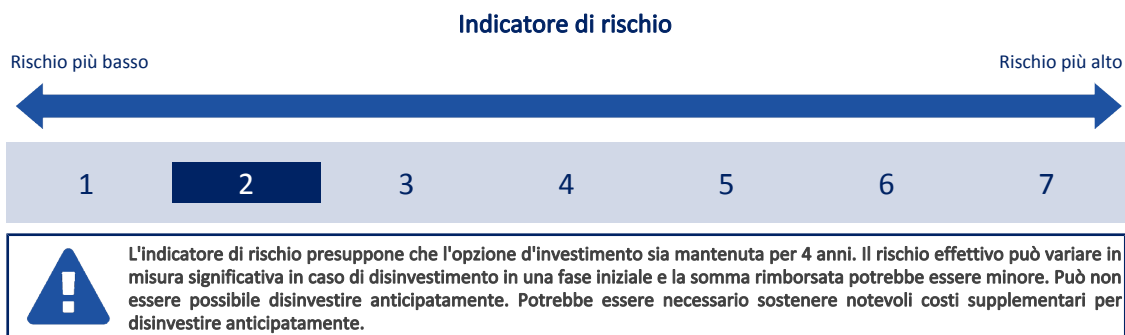 Indicatore di rischio
Rischio più basso
Rischio più alto
1 2 3 4 5 6 7
L'indicatore di rischio presuppone che l'opzione d'investimento sia mantenuta per 4 anni. Il rischio effettivo può variare in
misura significativa in caso di disinvestimento in una fase iniziale e la somma rimborsata potrebbe essere minore. Può non
essere possibile disinvestire anticipatamente. Potrebbe essere necessario sostenere notevoli costi supplementari per
disinvestire anticipatamente.